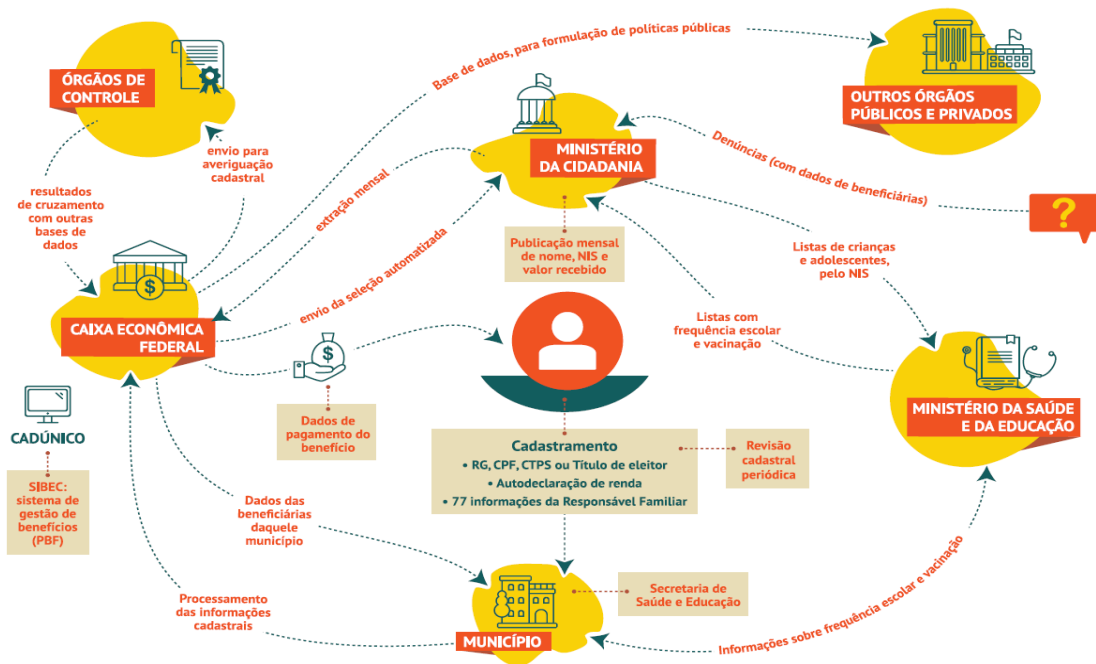 ÓRGÃOS DE
CONTROLE
envio para
averiguação
cadastral
resultados
de cruzamento
com outras
bases de
dados
Base de dados, para formulação de políticas públicas
OUTROS ÓRGÃOS
PÚBLICOS E PRIVADOS
MINISTÉRIO
DA CIDADANIA
Denúncias (com dados de beneficiárias)
?
extração mensal
Publicação mensal
de nome, NIS e
valor recebido
Listas de crianças
e adolescentes,
pelo NIS
envio da seleção automatizada
$
CAIXA ECONÔMICA
FEDERAL
Listas com
frequência escolar
e vacinação
$
MINISTÉRIO DA SAÚDE
E DA EDUCAÇÃO
CADÚNICO
Dados de
pagamento do
benefício
Cadastramento
• RG, CPF, CTPS ou Título de eleitor
• Autodeclaração de renda
• 77 informações da Responsável Familiar
Revisão
cadastral
periódica
SIBEC:
sistema de
gestão de
benefícios
(PBF)
Dados das
beneficiárias
daquele
município
Processamento
das informações
cadastrais
Secretaria de
Saúde e Educação
MUNICÍPIO
Informações sobre frequência escolar e vacinação